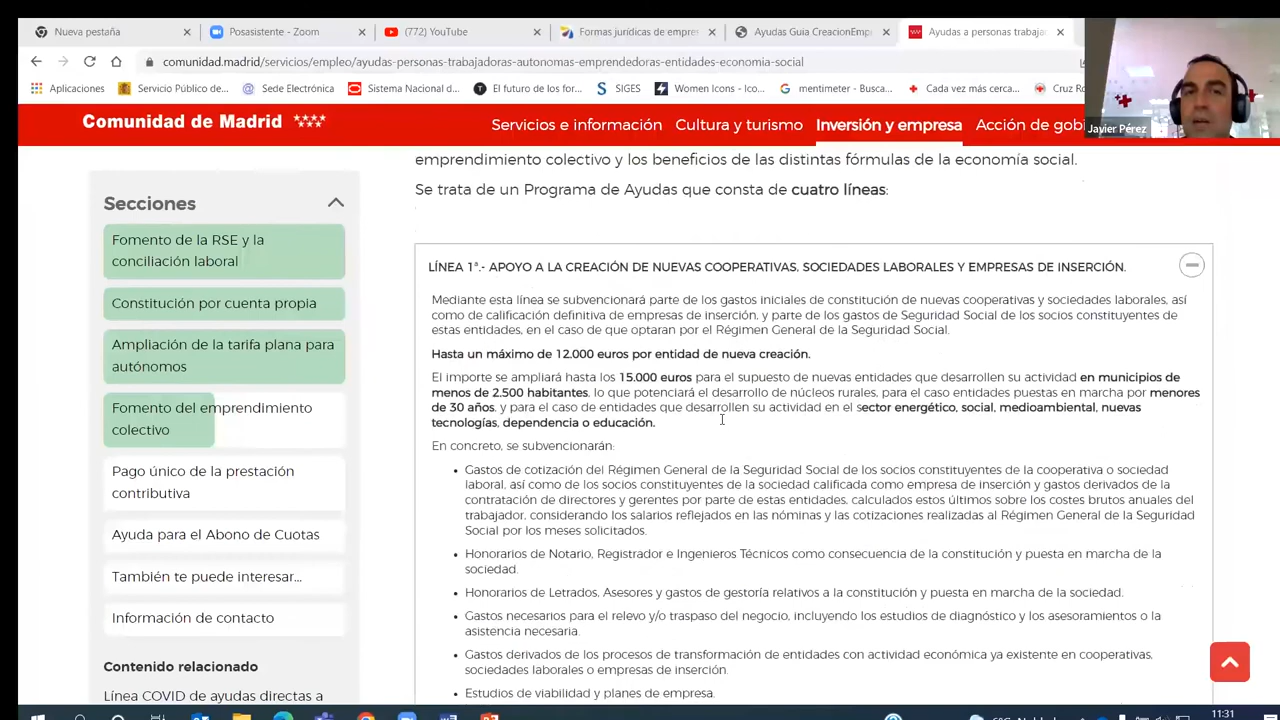 Nueva pestaña
Posasistente - Zoom
(772) YouTube
Formas jurídicas de empres
Ayudas Guia CreacionEmp
Ayudas a personas trabajad
comunidad.madrid/servicios/empleo/ayudas-personas-trabajadoras-autonomas-emprendedoras-entidades-economia-social
Aplicaciones
Servicio Público de...
Sede Electrónica
Sistema Nacional d...
El futuro de los for...
SIGES
Women Icons - Ico...
mentimeter - Busca...
Cada vez más cerca...
Cruz Ro
Javier Pérez
Comunidad de Madrid
Servicios e información
Cultura y turismo
Inversión y empresa
Acción de gobi
emprendimiento colectivo y los beneficios de las distintas fórmulas de la economía social.
Se trata de un Programa de Ayudas que consta de cuatro líneas:
Secciones
Fomento de la RSE y la
conciliación laboral
Constitución por cuenta propia
Ampliación de la tarifa plana para
autónomos
Fomento del emprendimiento
colectivo
Pago único de la prestación
contributiva
Ayuda para el Abono de Cuotas
También te puede interesar...
Información de contacto
Contenido relacionado
Línea COVID de ayudas directas a
LÍNEA 1ª.- APOYO A LA CREACIÓN DE NUEVAS COOPERATIVAS, SOCIEDADES LABORALES Y EMPRESAS DE INSERCIÓN.
Mediante esta línea se subvencionará parte de los gastos iniciales de constitución de nuevas cooperativas y sociedades laborales, así
como de calificación definitiva de empresas de inserción, y parte de los gastos de Seguridad Social de los socios constituyentes de
estas entidades, en el caso de que optaran por el Régimen General de la Seguridad Social.
Hasta un máximo de 12.000 euros por entidad de nueva creación.
El importe se ampliará hasta los 15.000 euros para el supuesto de nuevas entidades que desarrollen su actividad en municipios de
menos de 2.500 habitantes, lo que potenciará el desarrollo de núcleos rurales, para el caso entidades puestas en marcha por menores
de 30 años, y para el caso de entidades que desarrollen su actividad en el sector energético, social, medioambiental, nuevas
tecnologías, dependencia o educación.
En concreto, se subvencionarán:
• Gastos de cotización del Régimen General de la Seguridad Social de los socios constituyentes de la cooperativa o sociedad
laboral, así como de los socios constituyentes de la sociedad calificada como empresa de inserción y gastos derivados de la
contratación de directores y gerentes por parte de estas entidades, calculados estos últimos sobre los costes brutos anuales del
trabajador, considerando los salarios reflejados en las nóminas y las cotizaciones realizadas al Régimen General de la Seguridad
Social por los meses solicitados.
• Honorarios de Notario, Registrador e Ingenieros Técnicos como consecuencia de la constitución y puesta en marcha de la
sociedad.
• Honorarios de Letrados, Asesores y gastos de gestoría relativos a la constitución y puesta en marcha de la sociedad.
• Gastos necesarios para el relevo y/o traspaso del negocio, incluyendo los estudios de diagnóstico y los asesoramientos o la
asistencia necesaria.
• Gastos derivados de los procesos de transformación de entidades con actividad económica ya existente en cooperativas,
sociedades laborales o empresas de inserción.
• Estudios de viabilidad y planes de empresa.
11:31